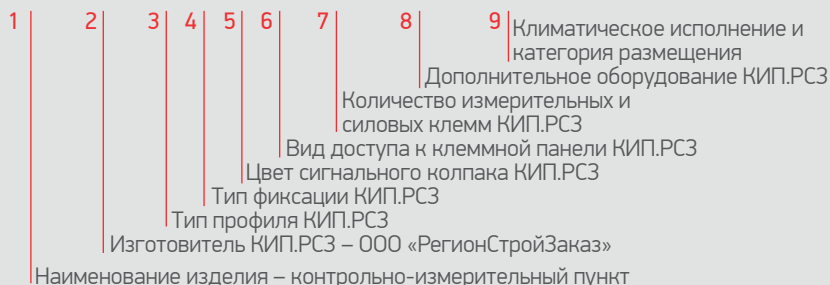 1 2 3 4 5 6 7 8 9
Климатическое исполнение и
категория размещения
Дополнительное оборудование КИП.РСЗ
Количество измерительных и
силовых клемм КИП.РСЗ
Вид доступа к клеммной панели КИП.РСЗ
Цвет сигнального колпака КИП.РСЗ
Тип фиксации КИП.РСЗ
Тип профиля КИП.РСЗ
Изготовитель КИП.РСЗ – ООО «РегионСтройЗаказ»
Наименование изделия – контрольно-измерительный пункт